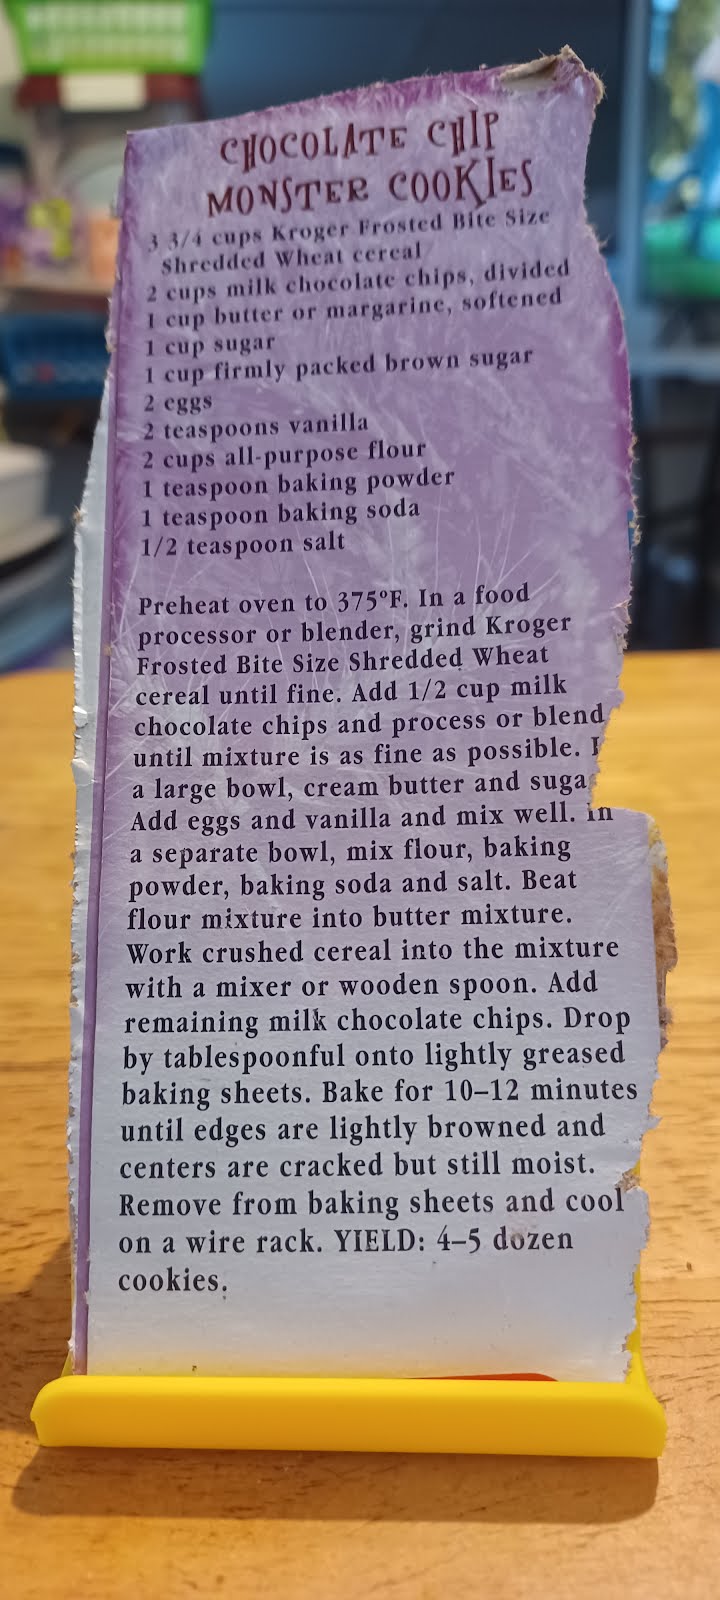 CHOCOLATE CHIP
MONSTER COOKIES
3 3/4 cups Kroger Frosted Bite Size
Shredded Wheat cereal
2 cups milk chocolate chips, divided
1 cup butter or margarine, softened
1 cup sugar
1 cup firmly packed brown sugar
2 eggs
2 teaspoons vanilla
2 cups all-purpose flour
1 teaspoon baking powder
1 teaspoon baking soda
1/2 teaspoon salt
Preheat oven to 375°F. In a food
processor or blender, grind Kroger
Frosted Bite Size Shredded Wheat
cereal until fine. Add 1/2 cup milk
chocolate chips and process or blend
until mixture is as fine as possible. I
a large bowl, cream butter and suga
Add eggs and vanilla and mix well. In
a separate bowl, mix flour, baking
powder, baking soda and salt. Beat
flour mixture into butter mixture.
Work crushed cereal into the mixture
with a mixer or wooden spoon. Add
remaining milk chocolate chips. Drop
by tablespoonful onto lightly greased
baking sheets. Bake for 10–12 minutes
until edges are lightly browned and
centers are cracked but still moist.
Remove from baking sheets and cool
on a wire rack. YIELD: 4–5 dozen
cookies.